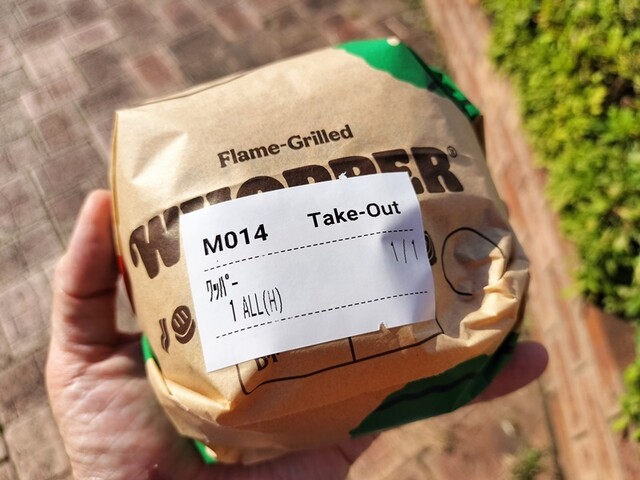 Flame-Grilled
WHOPPER®
M014 Take-Out
1/1
ﾜｯﾊﾟｰ
1 ALL(H)